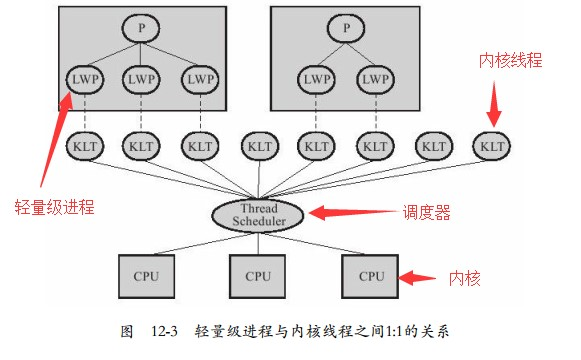 P
P
内核线程
LWP
LWP
LWP
LWP
LWP
KLT
KLT
KLT
KLT
KLT
KLT
KLT
KLT
轻量级进程
Thread
Scheduler
调度器
CPU
CPU
CPU
内核
图 12-3 轻量级进程与内核线程之间1:1的关系